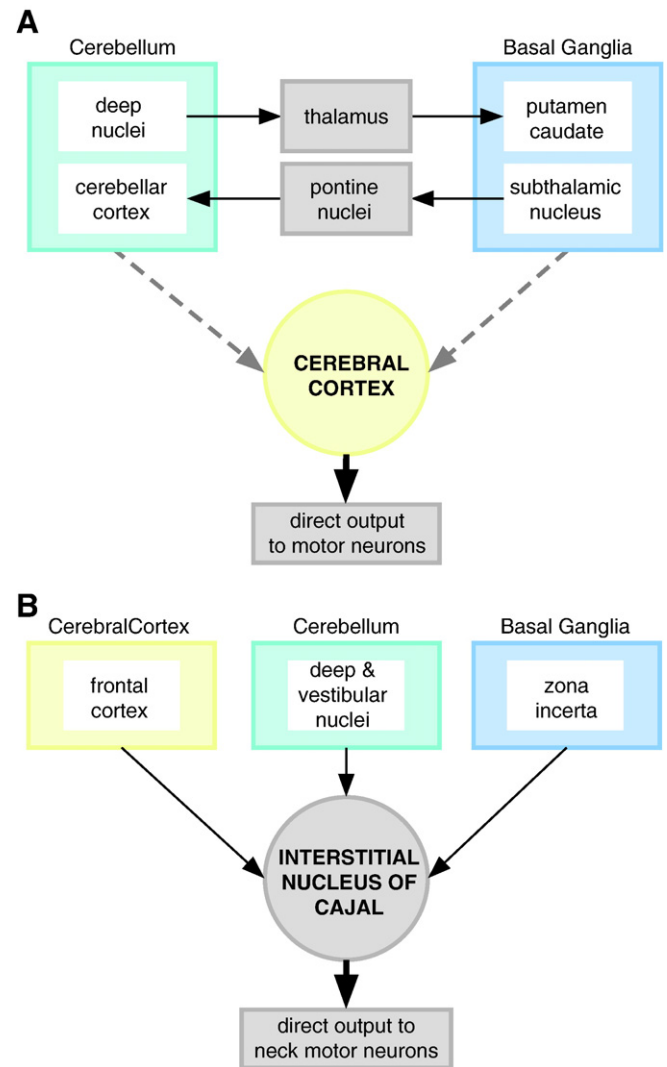 A
Cerebellum
Basal Ganglia
deep
nuclei
thalamus
putamen
caudate
cerebellar
cortex
pontine
nuclei
subthalamic
nucleus
CEREBRAL
CORTEX
direct output
to motor neurons
B
CerebralCortex
Cerebellum
Basal Ganglia
frontal
cortex
deep &
vestibular
nuclei
zona
incerta
INTERSTITIAL
NUCLEUS OF
CAJAL
direct output to
neck motor neurons